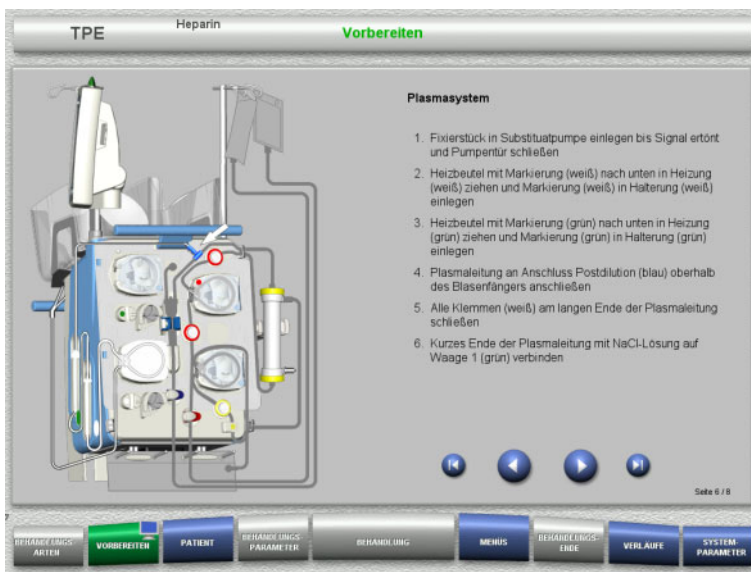 TPE
Heparin
Vorbereiten
Plasmasystem
1. Fixierstück in Substituatpumpe einlegen bis Signal ertönt
und Pumpentür schließen
2. Heizbeutel mit Markierung (weiß) nach unten in Heizung
(weiß) ziehen und Markierung (weiß) in Halterung (weiß)
einlegen
3. Heizbeutel mit Markierung (grün) nach unten in Heizung
(grün) ziehen und Markierung (grün) in Halterung (grün)
einlegen
4. Plasmaleitung an Anschluss Postdilution (blau) oberhalb
des Blasenfängers anschließen
5. Alle Klemmen (weiß) am langen Ende der Plasmaleitung
schließen
6. Kurzes Ende der Plasmaleitung mit NaCl-Lösung auf
Waage 1 (grün) verbinden
Seite 6 / 8
7
BEHANDLUNGS-
ARTEN
VORBEREITEN
PATIENT
BEHANDLUNGS-
PARAMETER
BEHANDLUNG
MENÜS
BEHANDLUNGS-
ENDE
VERLÄUFE
SYSTEM-
PARAMETER